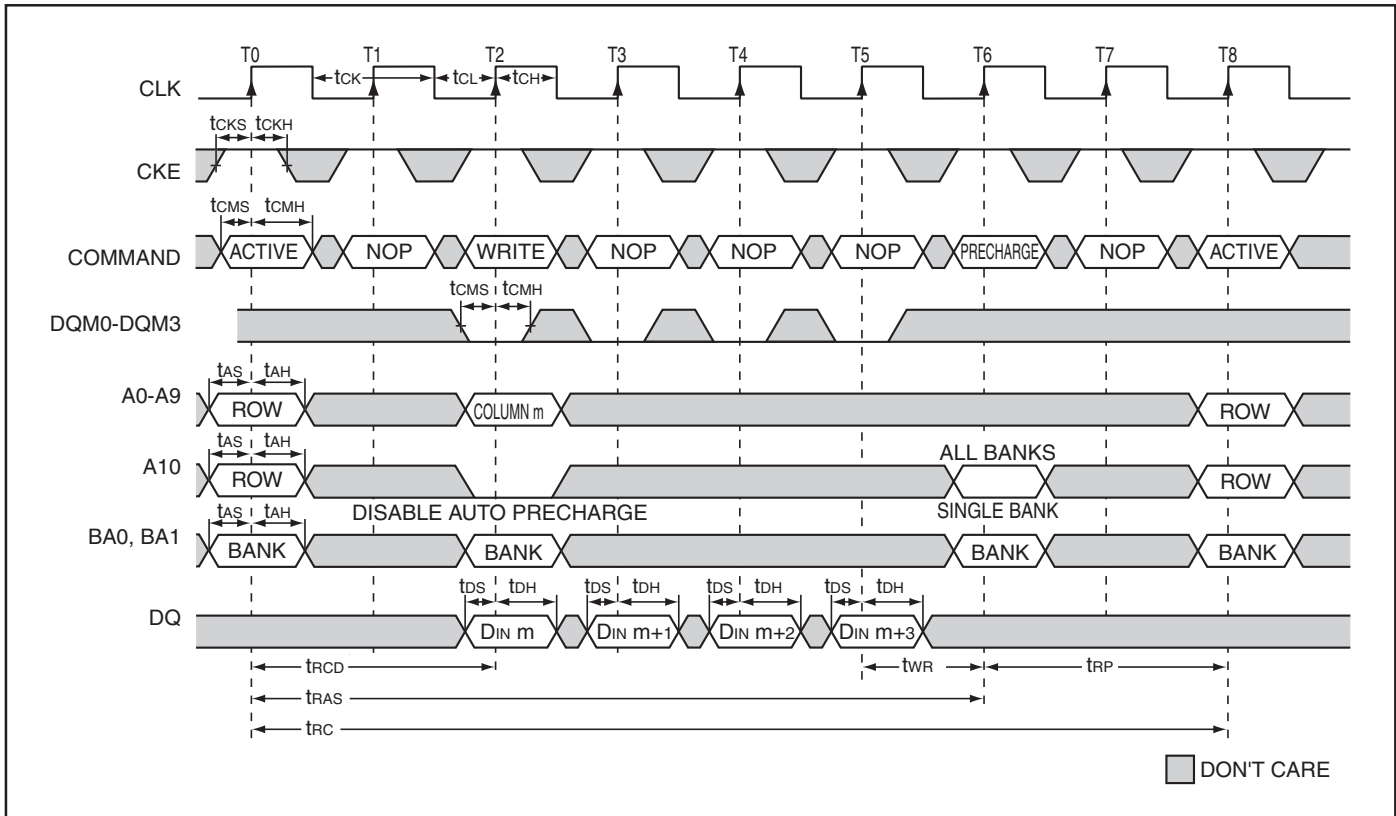 T0 T1 T2 T3 T4 T5 T6 T7 T8
CLK tCK tCL tCH
tCKS tCKH
CKE
tCMS tCMH
COMMAND ACTIVE NOP WRITE NOP NOP NOP PRECHARGE NOP ACTIVE
tCMS tCMH
DQM0-DQM3
tAS tAH
A0-A9 ROW COLUMN m ROW
tAS tAH ALL BANKS
A10 ROW ROW
tAS tAH DISABLE AUTO PRECHARGE SINGLE BANK
BA0, BA1 BANK BANK BANK BANK
tDS tDH tDS tDH tDS tDH tDS tDH
DQ DIN m DIN m+1 DIN m+2 DIN m+3
tRCD tWR tRP
tRAS
tRC
DON'T CARE